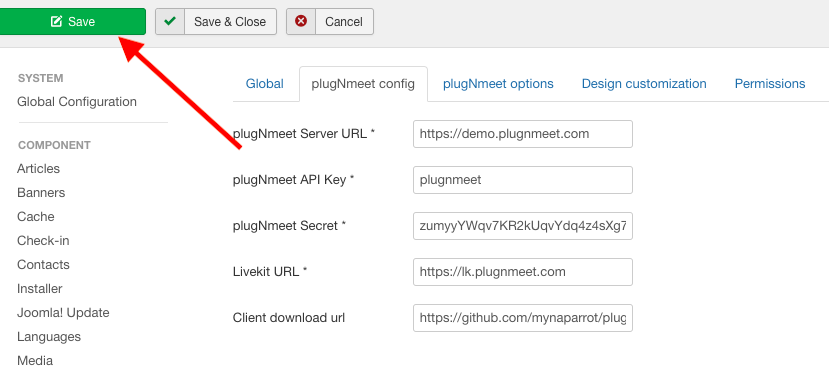 Save
Save & Close
Cancel
SYSTEM
Global Configuration
COMPONENT
Articles
Banners
Cache
Check-in
Contacts
Installer
Joomla! Update
Languages
Media
Global
plugNmeet config
plugNmeet options
Design customization
Permissions
plugNmeet Server URL *
https://demo.plugnmeet.com
plugNmeet API Key *
plugnmeet
plugNmeet Secret *
zumyyYWqv7KR2kUqvYdq4z4sXg7
Livekit URL *
https://lk.plugnmeet.com
Client download url
https://github.com/mynaparrot/plug